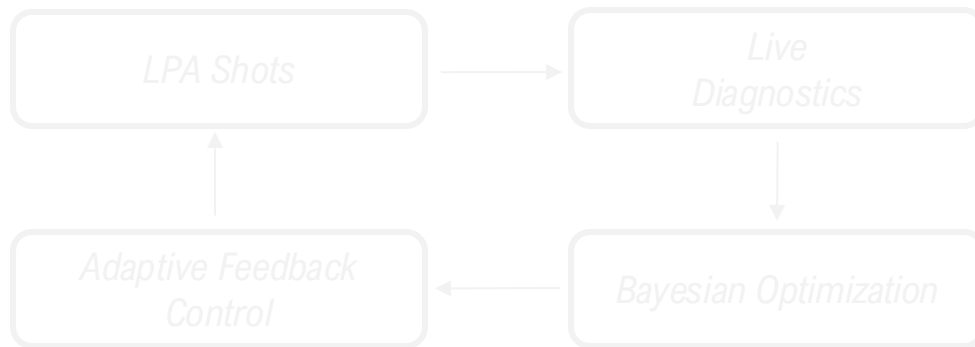 LPA Shots
Live
Diagnostics
Adaptive Feedback
Control
Bayesian Optimization